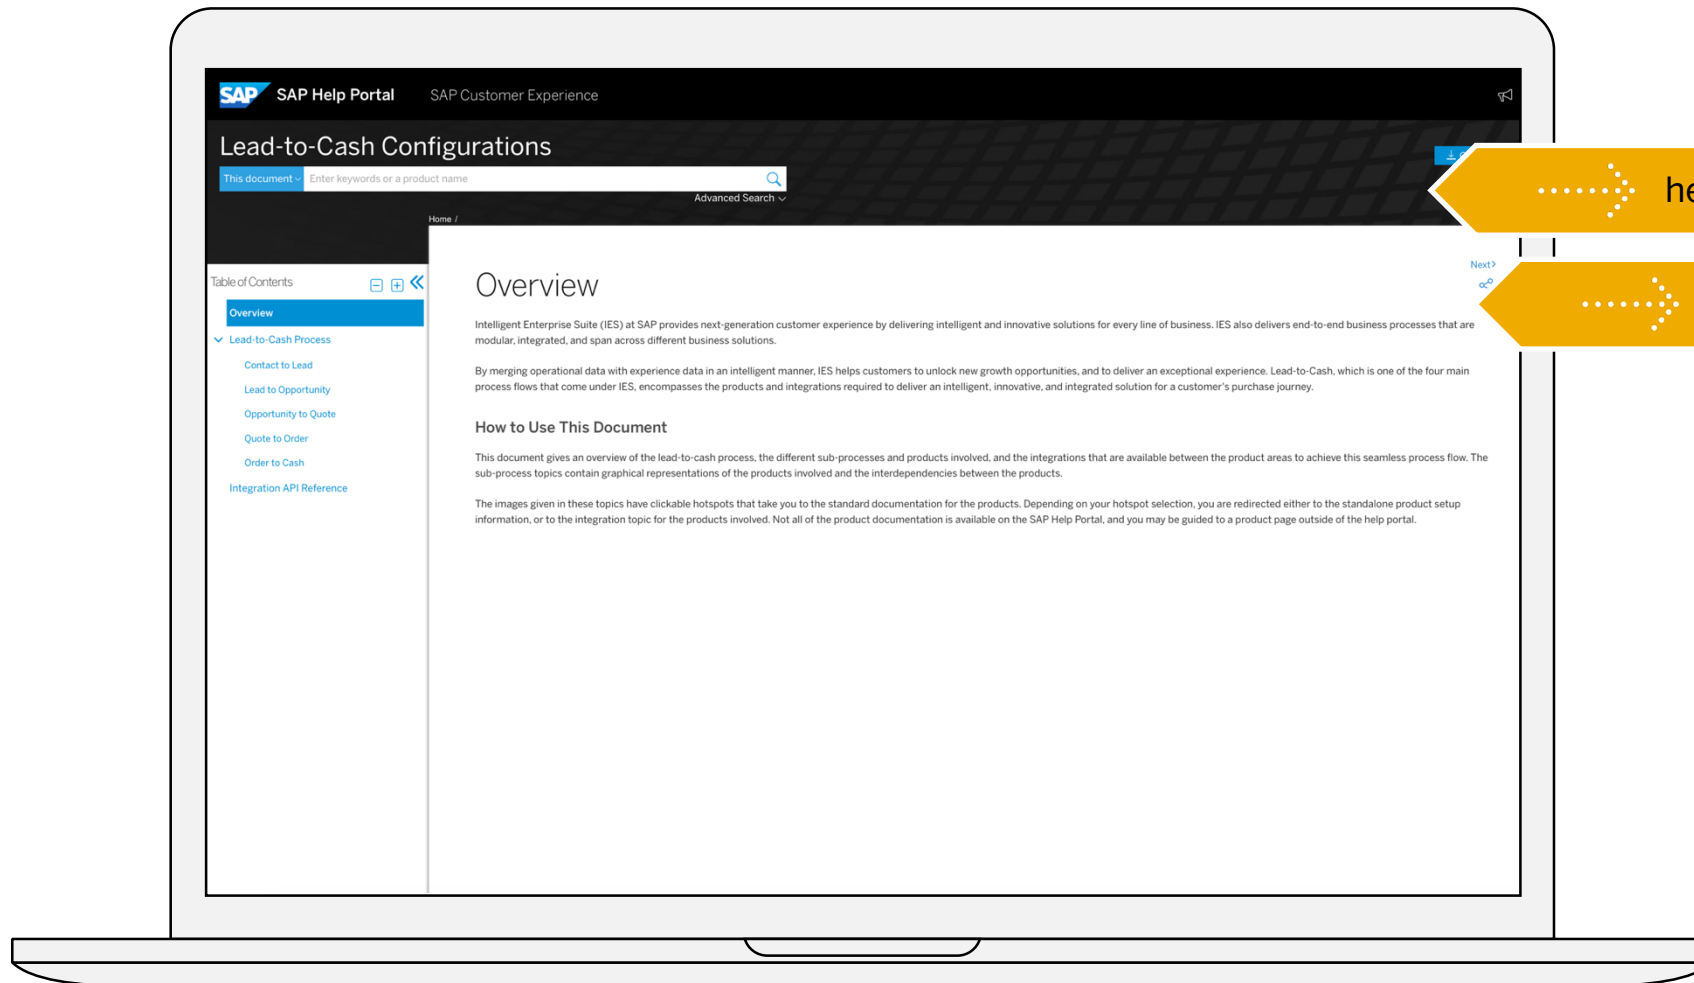 SAP SAP Help Portal SAP Customer Experience
Lead-to-Cash Configurations
This document Enter keywords or a product name
Advanced Search
Home /
Table of Contents
Overview
Lead-to-Cash Process
Contact to Lead
Lead to Opportunity
Opportunity to Quote
Quote to Order
Order to Cash
Integration API Reference
Next
Overview
Intelligent Enterprise Suite (IES) at SAP provides next-generation customer experience by delivering intelligent and innovative solutions for every line of business. IES also delivers end-to-end business processes that are
modular, integrated, and span across different business solutions.
By merging operational data with experience data in an intelligent manner, IES helps customers to unlock new growth opportunities, and to deliver an exceptional experience. Lead-to-Cash, which is one of the four main
process flows that come under IES, encompasses the products and integrations required to deliver an intelligent, innovative, and integrated solution for a customer's purchase journey.
How to Use This Document
This document gives an overview of the lead-to-cash process, the different sub-processes and products involved, and the integrations that are available between the product areas to achieve this seamless process flow. The
sub-process topics contain graphical representations of the products involved and the interdependencies between the products.
The images given in these topics have clickable hotspots that take you to the standard documentation for the products. Depending on your hotspot selection, you are redirected either to the standalone product setup
information, or to the integration topic for the products involved. Not all of the product documentation is available on the SAP Help Portal, and you may be guided to a product page outside of the help portal.